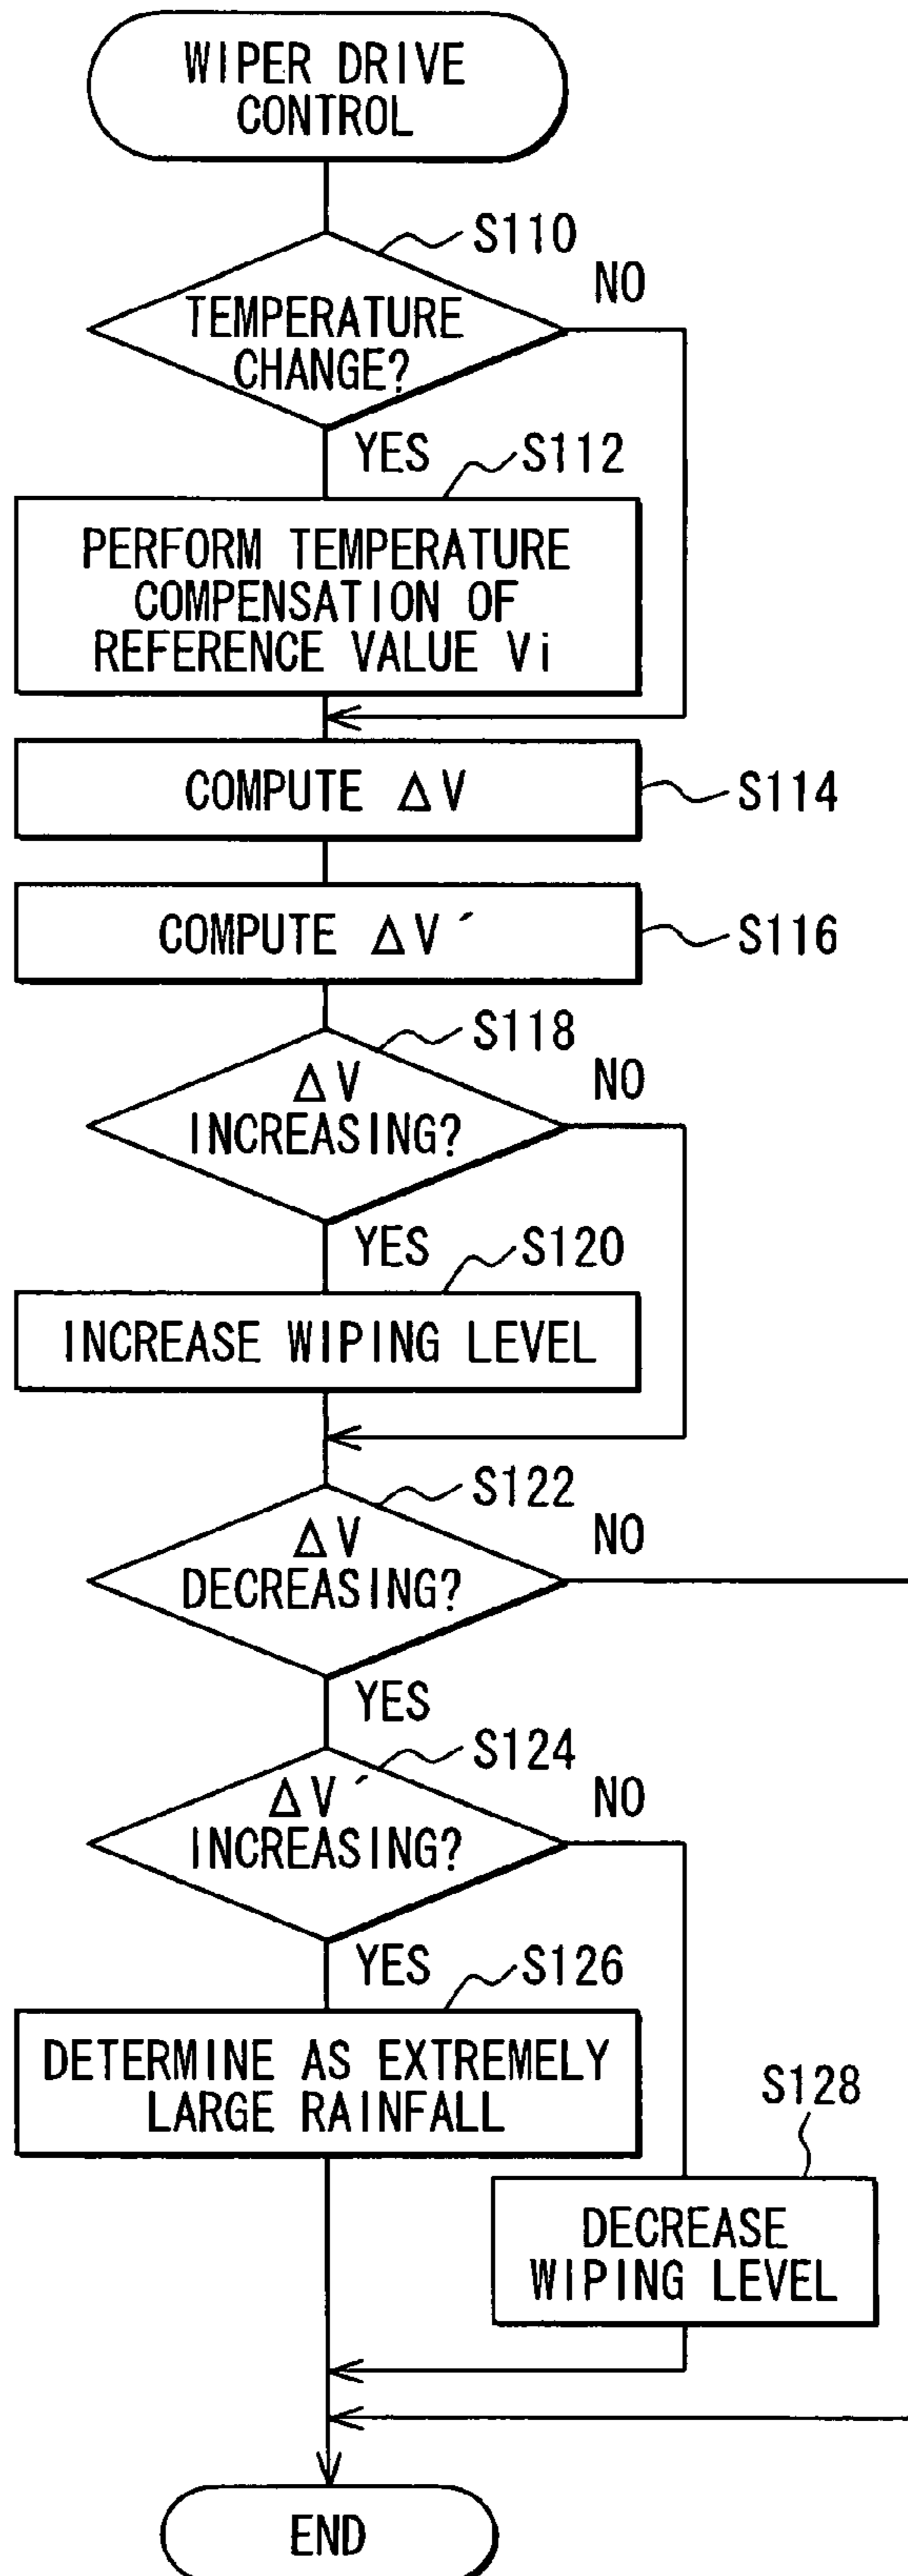 WIPER DRIVE
CONTROL
S110
NO
TEMPERATURE
CHANGE?
YES
S112
PERFORM TEMPERATURE
COMPENSATION OF
REFERENCE VALUE Vi
COMPUTE ΔV
S114
COMPUTE ΔV´
S116
S118
NO
ΔV
INCREASING?
YES
S120
INCREASE WIPING LEVEL
S122
NO
ΔV
DECREASING?
YES
S124
NO
ΔV´
INCREASING?
YES
S126
DETERMINE AS EXTREMELY
LARGE RAINFALL
S128
DECREASE
WIPING LEVEL
END